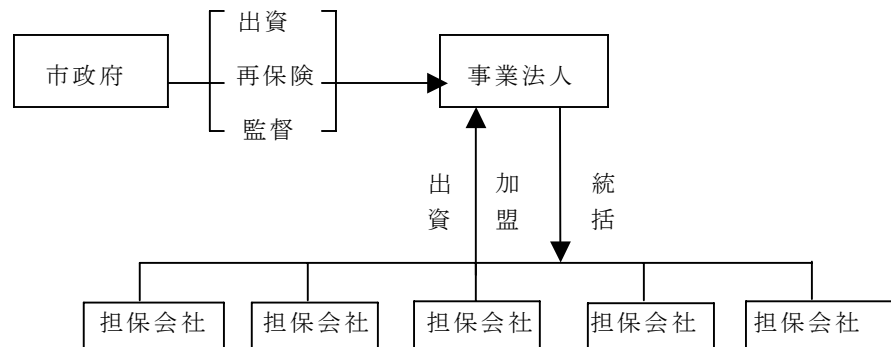 出資
市政府
再保険
事業法人
監督
出資
加盟
統括
担保会社
担保会社
担保会社
担保会社
担保会社